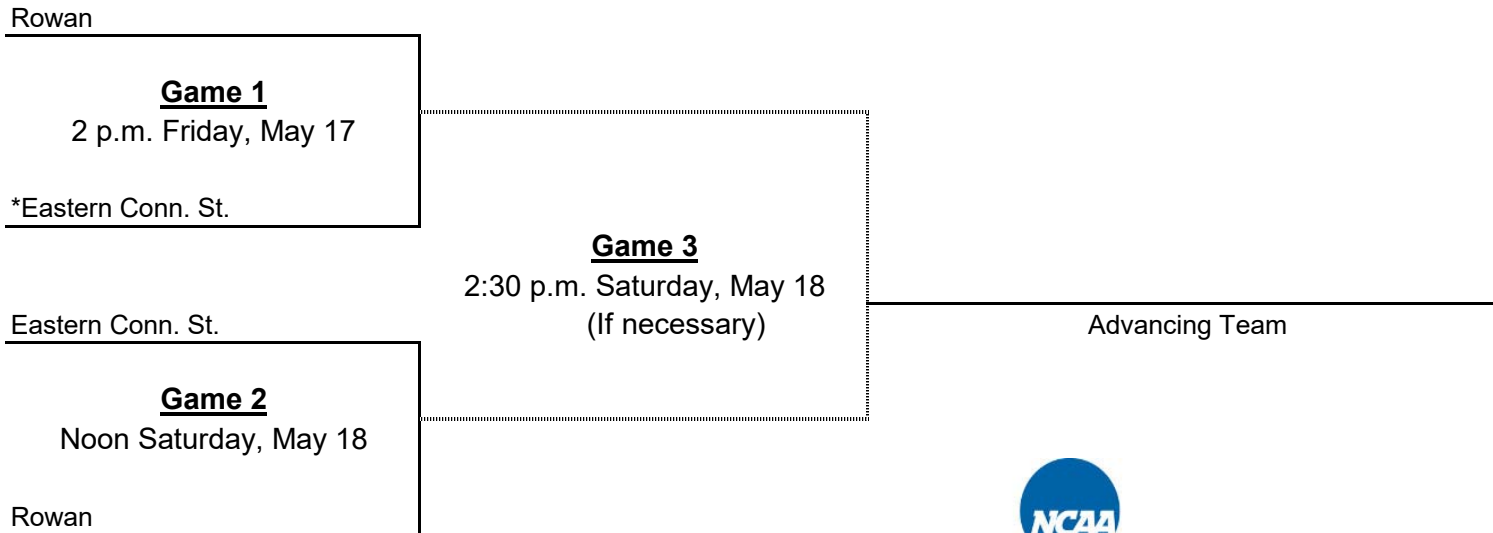 Rowan
Game 1
2 p.m. Friday, May 17
*Eastern Conn. St.
Game 3
2:30 p.m. Saturday, May 18
(If necessary)
Eastern Conn. St.
Advancing Team
Game 2
Noon Saturday, May 18
Rowan
NCAA